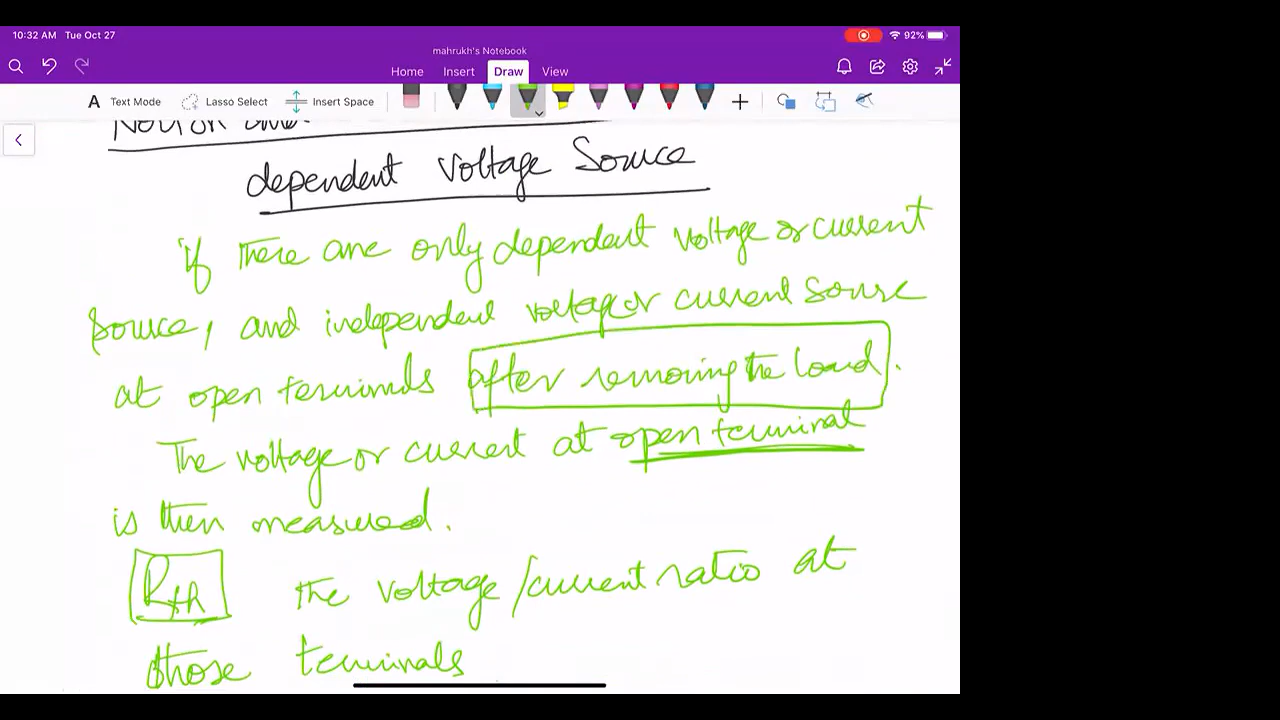 10:32 AM Tue Oct 27
92%
mahrukh's Notebook
Home Insert Draw View
A Text Mode Lasso Select Insert Space
dependent Voltage Source
if there are only dependent voltage or current
source, and independent voltage or current source
at open terminals after removing the load.
The voltage or current at open terminal
is then measured.
Rth the voltage/current ratio at
those terminals